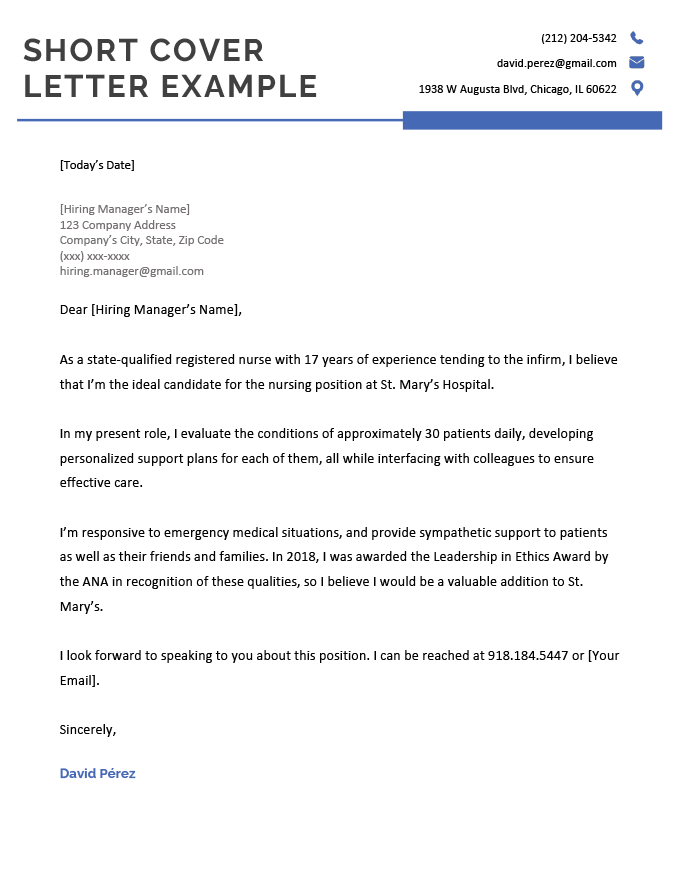 SHORT COVER
LETTER EXAMPLE
(212) 204-5342
david.perez@gmail.com
1938 W Augusta Blvd, Chicago, IL 60622
[Today’s Date]
[Hiring Manager’s Name]
123 Company Address
Company’s City, State, Zip Code
(xxx) xxx-xxxx
hiring.manager@gmail.com
Dear [Hiring Manager’s Name],
As a state-qualified registered nurse with 17 years of experience tending to the infirm, I believe
that I’m the ideal candidate for the nursing position at St. Mary’s Hospital.
In my present role, I evaluate the conditions of approximately 30 patients daily, developing
personalized support plans for each of them, all while interfacing with colleagues to ensure
effective care.
I’m responsive to emergency medical situations, and provide sympathetic support to patients
as well as their friends and families. In 2018, I was awarded the Leadership in Ethics Award by
the ANA in recognition of these qualities, so I believe I would be a valuable addition to St.
Mary’s.
I look forward to speaking to you about this position. I can be reached at 918.184.5447 or [Your
Email].
Sincerely,
David Pérez